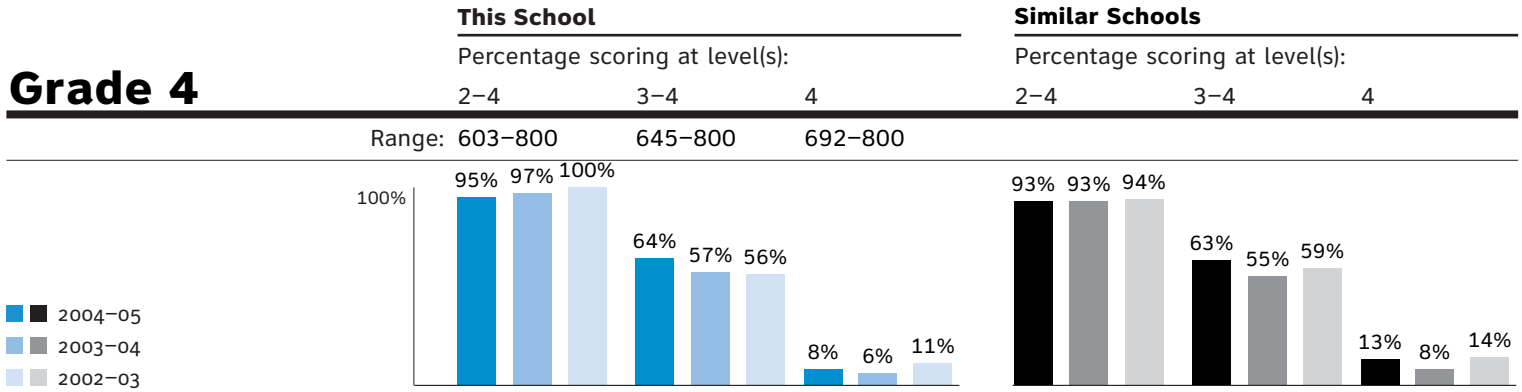 This School Similar Schools
Percentage scoring at level(s): Percentage scoring at level(s):
Grade 4 2–4 3–4 4 2–4 3–4 4
Range: 603–800 645–800 692–800
95% 97% 100% 93% 93% 94%
100%
64% 57% 56% 63% 55% 59%
2004–05
2003–04
8% 6% 11% 13% 8% 14%
2002–03